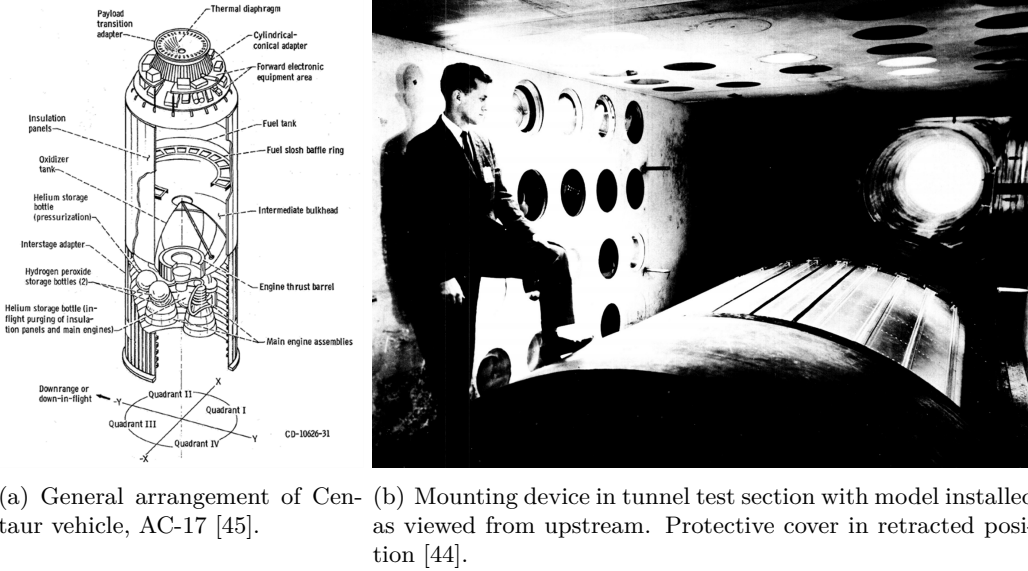 Payload
transition
adapter
Thermal diaphragm
Cylindrical-
conical adapter
Forward electronic
equipment area
Insulation
panels
Fuel tank
Oxidizer
tank
Fuel slosh baffle ring
Helium storage
bottle
(pressurization)
Intermediate bulkhead
Interstage adapter
Hydrogen peroxide
storage bottles (2)
Engine thrust barrel
Helium storage bottle (in-
flight purging of insula-
tion panels and main engines)
Main engine assemblies
Downrange or
down-in-flight
X
-Y
Quadrant II
Quadrant I
Quadrant III
Quadrant IV
Y
-X
CD-10626-31
(a) General arrangement of Cen-
taur vehicle, AC-17 [45].
(b) Mounting device in tunnel test section with model installed
as viewed from upstream. Protective cover in retracted posi-
tion [44].